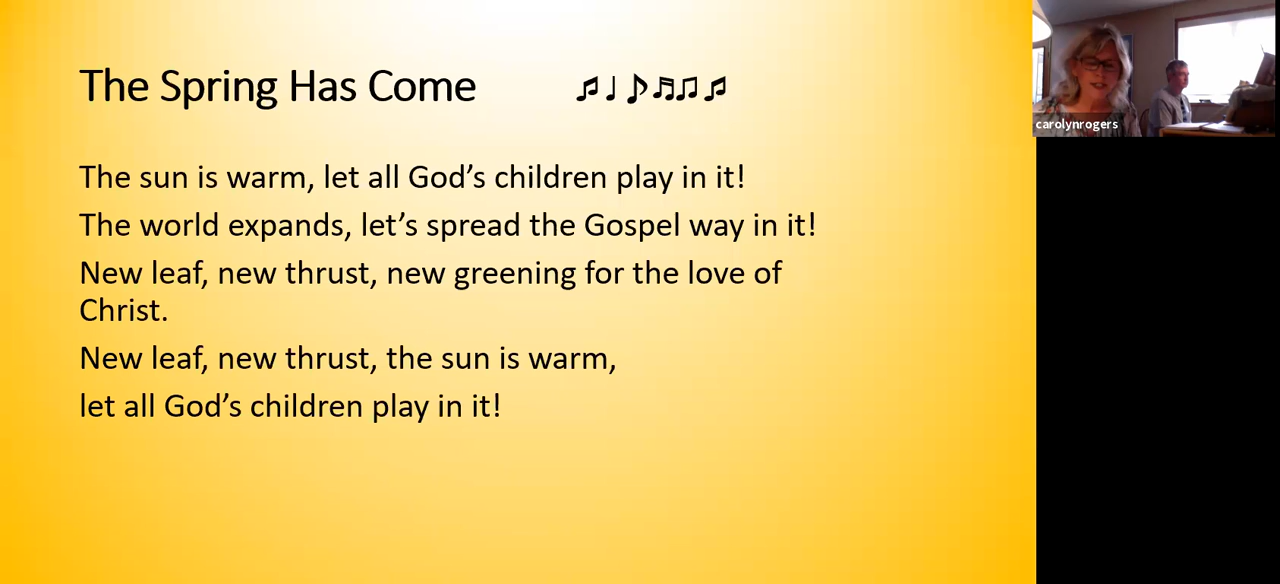 The Spring Has Come ♫♩♪♬♫♫
The sun is warm, let all God’s children play in it!
The world expands, let’s spread the Gospel way in it!
New leaf, new thrust, new greening for the love of
Christ.
New leaf, new thrust, the sun is warm,
let all God’s children play in it!
carolynrogers